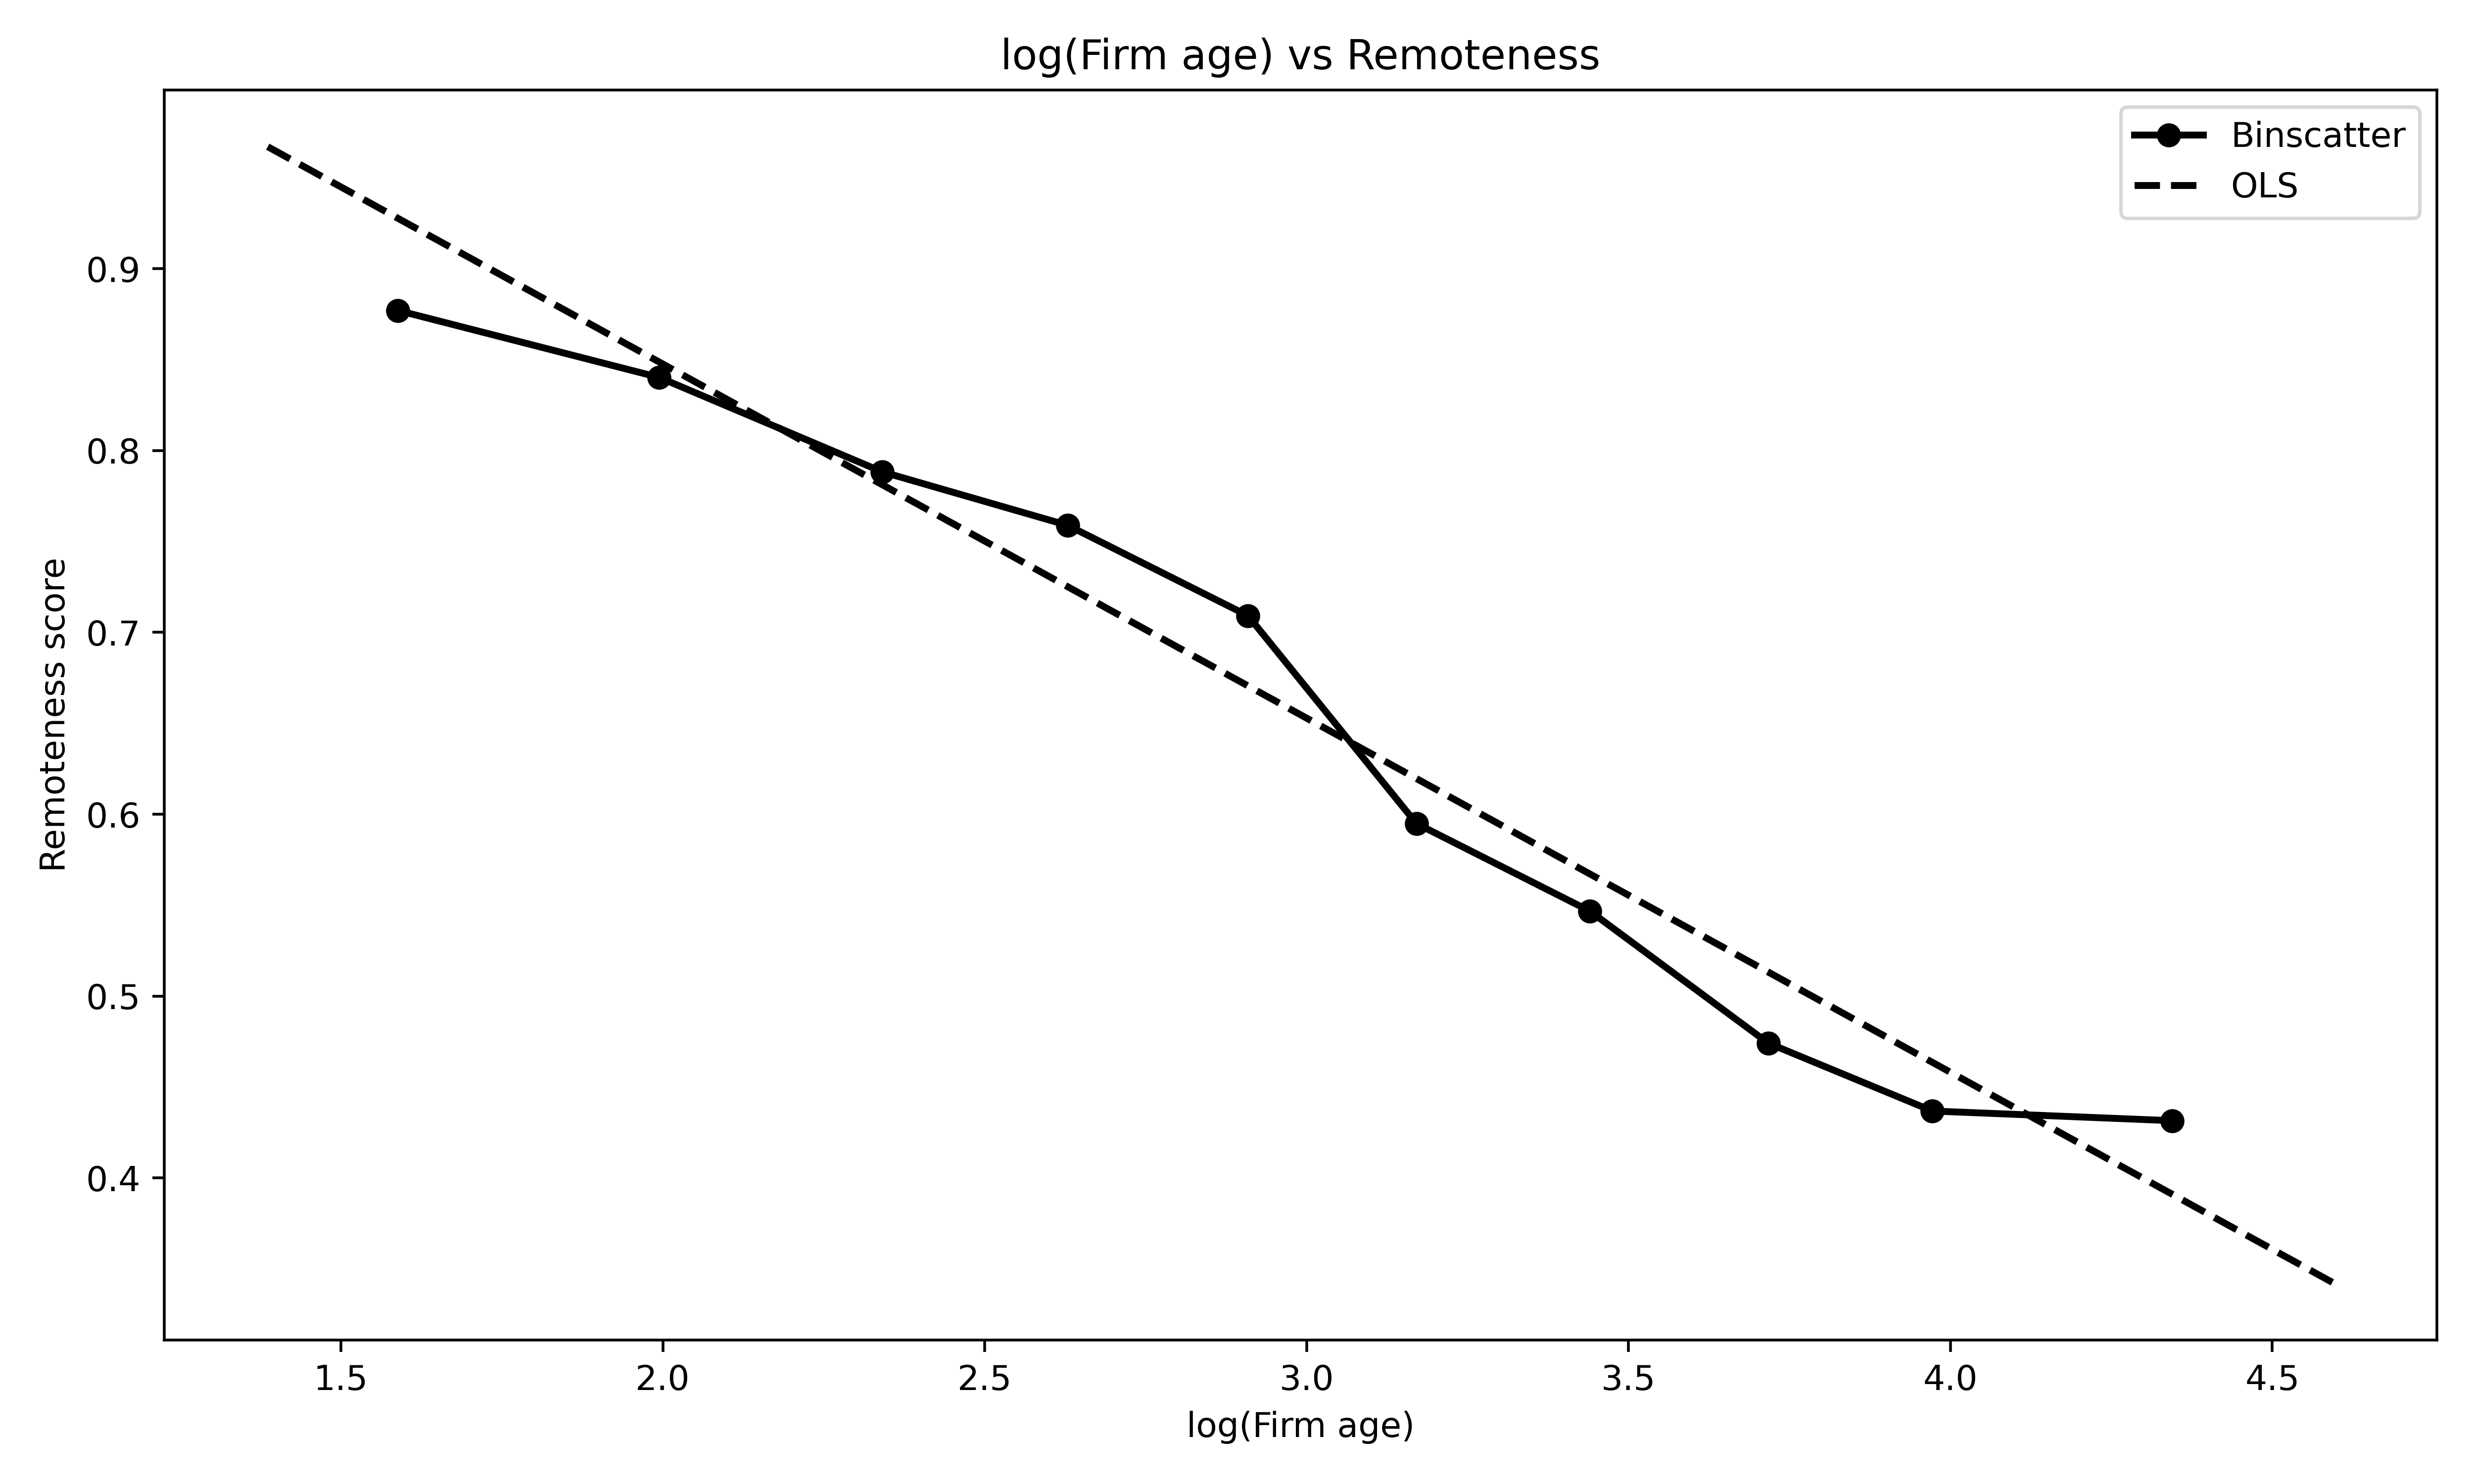 log(Firm age) vs Remoteness
Binscatter
OLS
Remoteness score
0.9
0.8
0.7
0.6
0.5
0.4
1.5 2.0 2.5 3.0 3.5 4.0 4.5
log(Firm age)